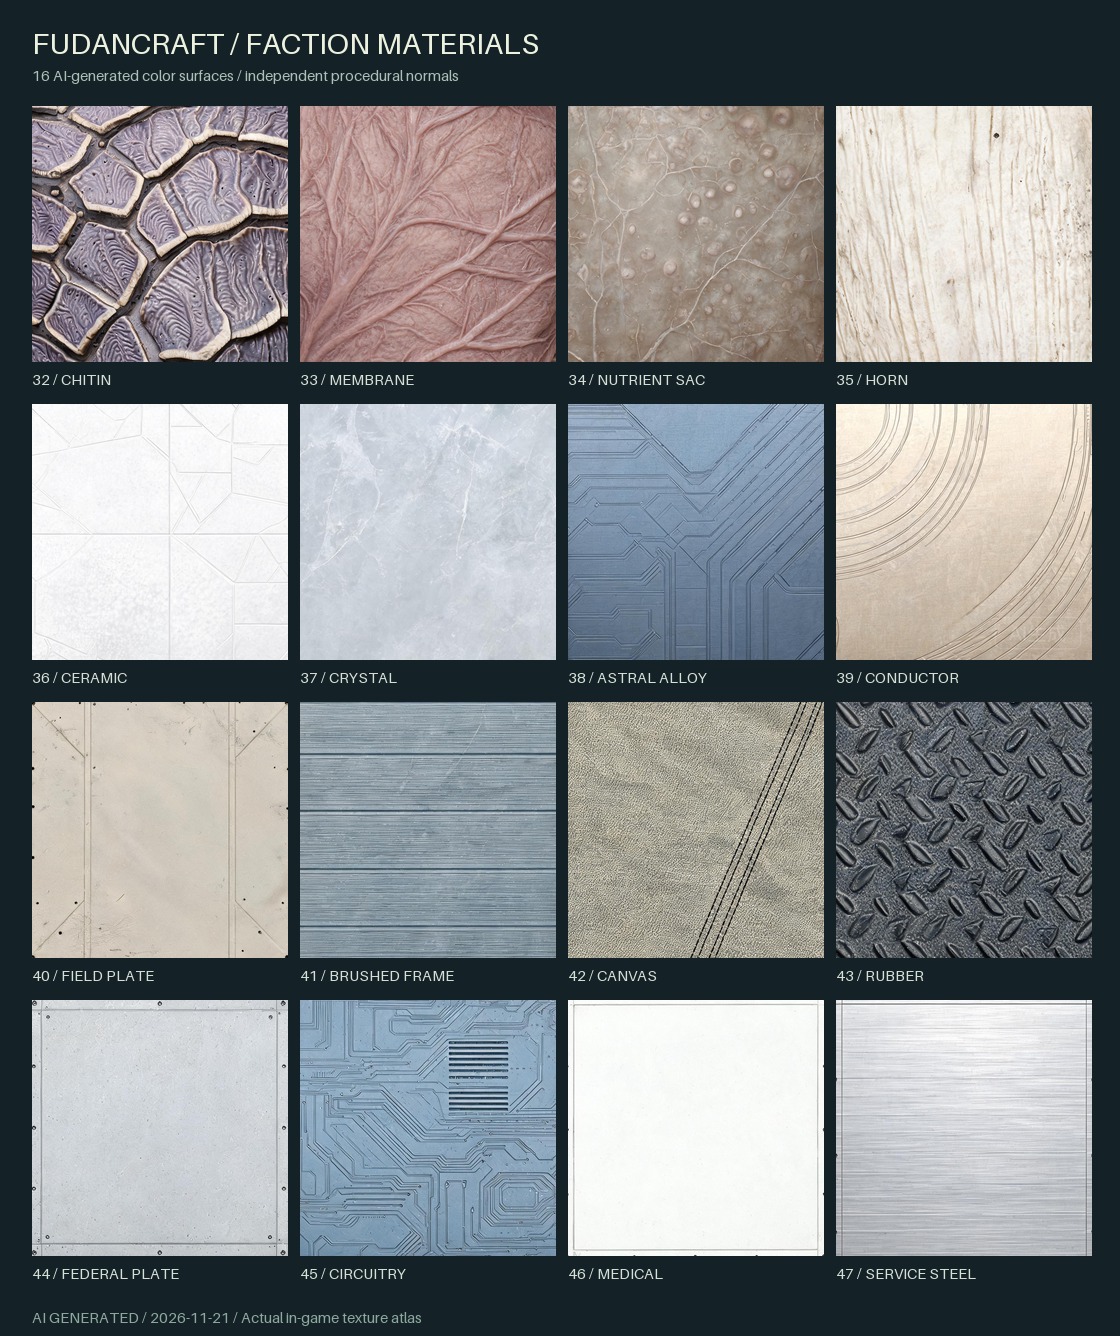 FUDANCRAFT / FACTION MATERIALS
16 AI-generated color surfaces / independent procedural normals
32 / CHITIN
33 / MEMBRANE
34 / NUTRIENT SAC
35 / HORN
36 / CERAMIC
37 / CRYSTAL
38 / ASTRAL ALLOY
39 / CONDUCTOR
40 / FIELD PLATE
41 / BRUSHED FRAME
42 / CANVAS
43 / RUBBER
44 / FEDERAL PLATE
45 / CIRCUITRY
46 / MEDICAL
47 / SERVICE STEEL
AI GENERATED / 2026-11-21 / Actual in-game texture atlas